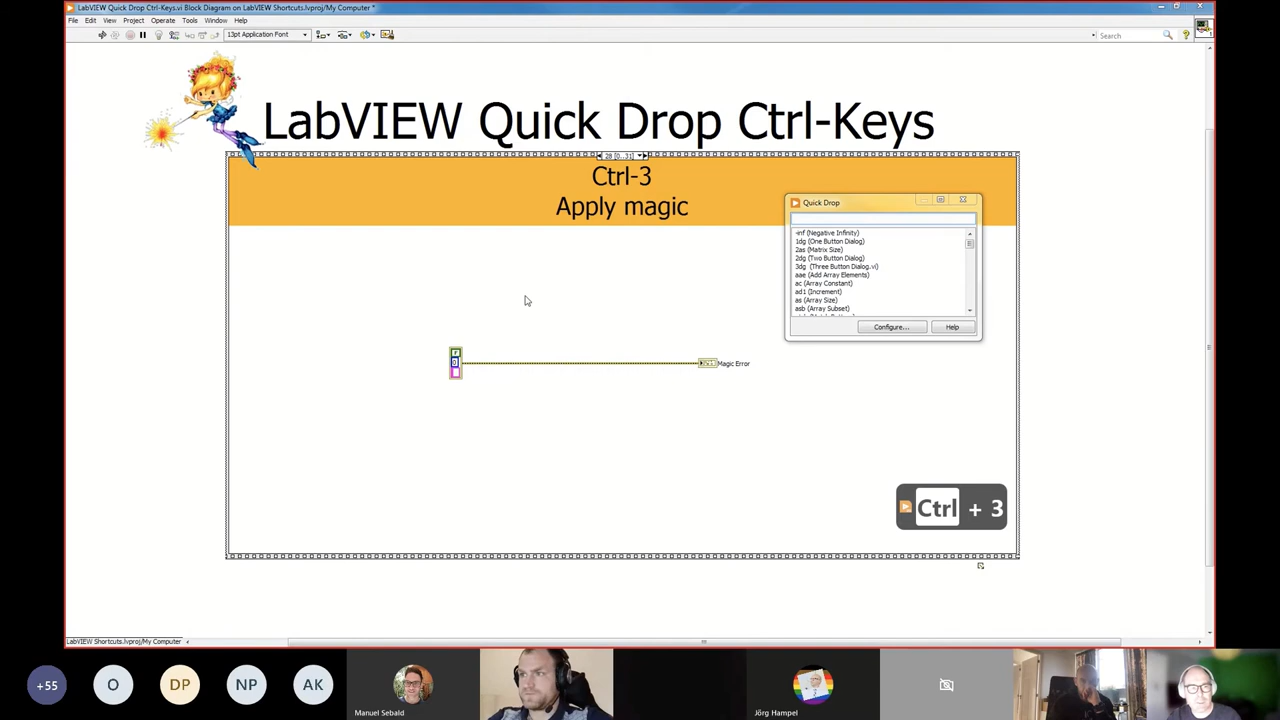 LabVIEW Quick Drop Ctrl-Keys.vi Block Diagram on LabVIEW Shortcuts.lvproj/My Computer *
File Edit View Project Operate Tools Window Help
13pt Application Font
Search
LabVIEW Quick Drop Ctrl-Keys
28 [0..31]
Ctrl-3
Apply magic
Quick Drop
-inf (Negative Infinity)
1dg (One Button Dialog)
2as (Matrix Size)
2dg (Two Button Dialog)
3dg (Three Button Dialog.vi)
aae (Add Array Elements)
ac (Array Constant)
ad1 (Increment)
as (Array Size)
asb (Array Subset)
Configure... Help
Magic Error
Ctrl + 3
LabVIEW Shortcuts.lvproj/My Computer
+55 O DP NP AK
Manuel Sebald
Jörg Hampel